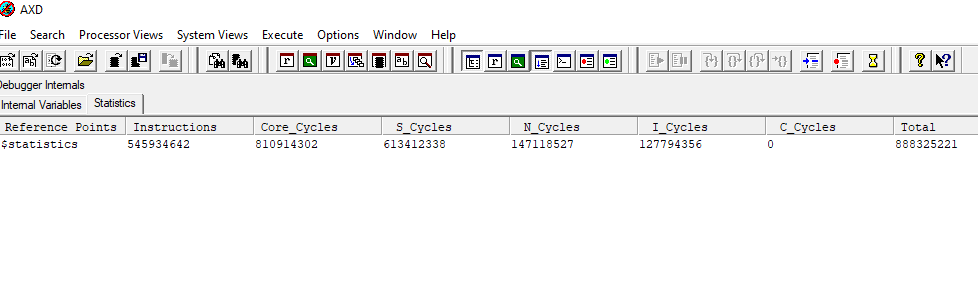 AXD
File Search Processor Views System Views Execute Options Window Help
Debugger Internals
Internal Variables Statistics
Reference Points Instructions Core_Cycles S_Cycles N_Cycles I_Cycles C_Cycles Total
$statistics 545934642 810914302 613412338 147118527 127794356 0 888325221